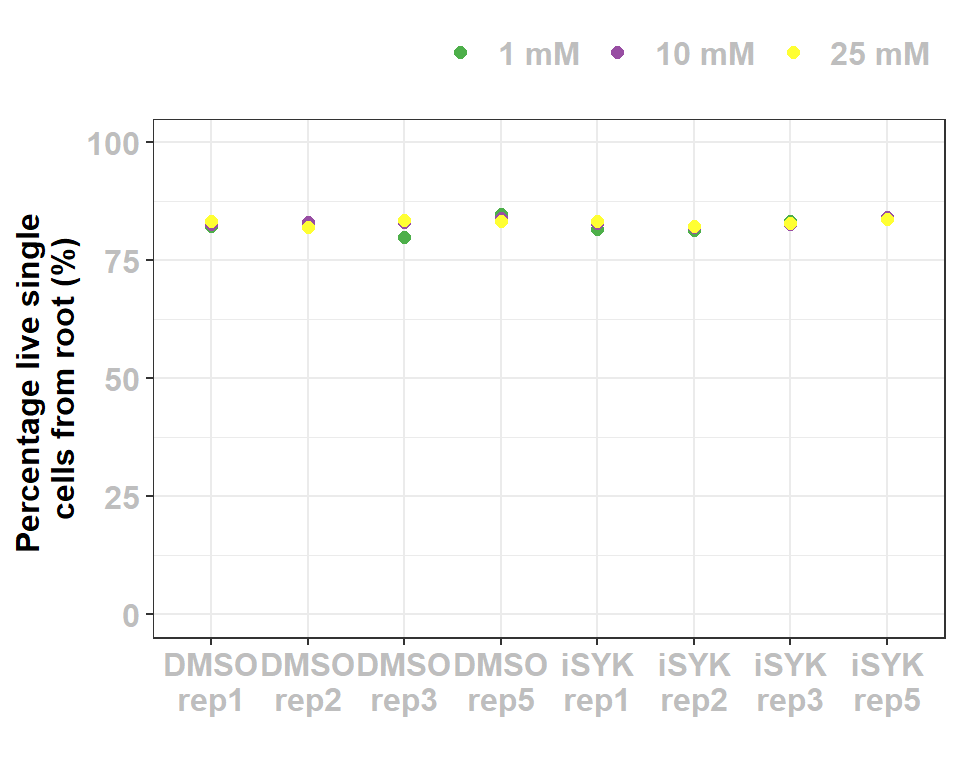 1 mM 10 mM 25 mM
Percentage live single
cells from root (%)
100
75
50
25
0
DMSO DMSO DMSO DMSO iSYK iSYK iSYK iSYK
rep1 rep2 rep3 rep5 rep1 rep2 rep3 rep5